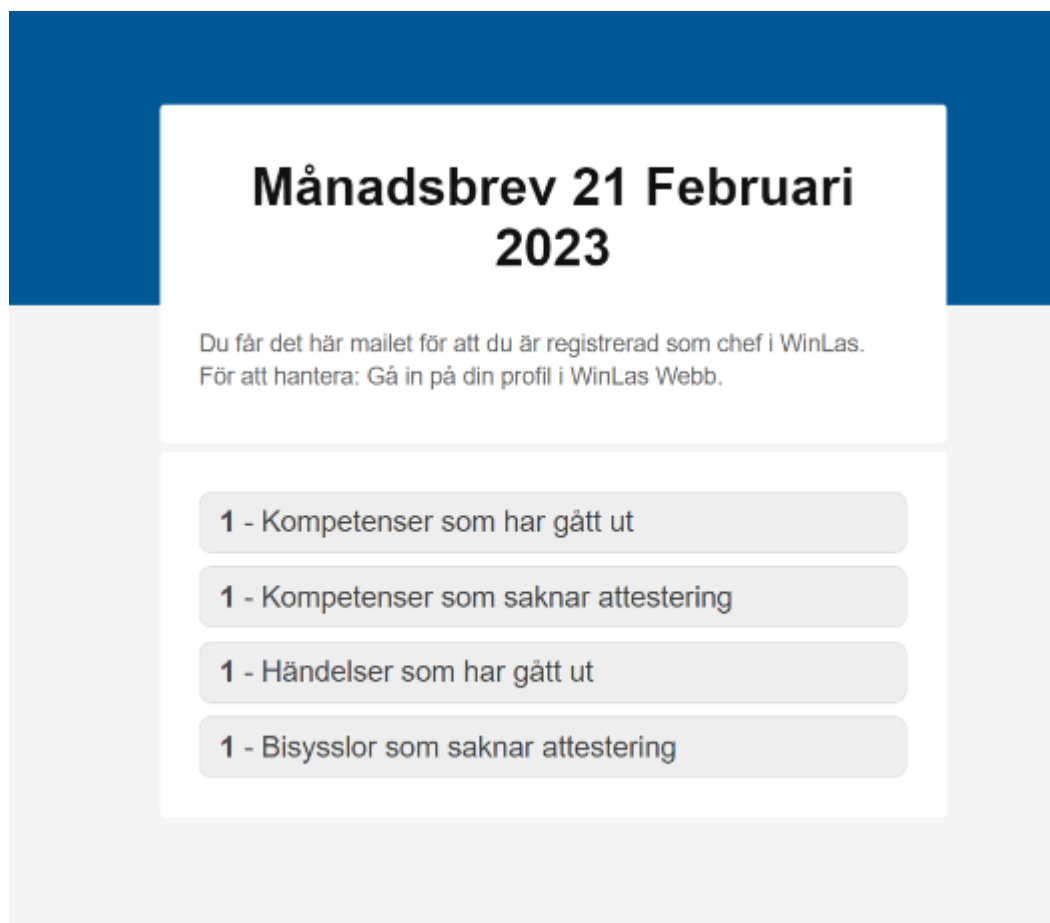 Månadsbrev 21 Februari
2023
Du får det här mailet för att du är registrerad som chef i WinLas.
För att hantera: Gå in på din profil i WinLas Webb.
1 - Kompetenser som har gått ut
1 - Kompetenser som saknar attestering
1 - Händelser som har gått ut
1 - Bisysslor som saknar attestering